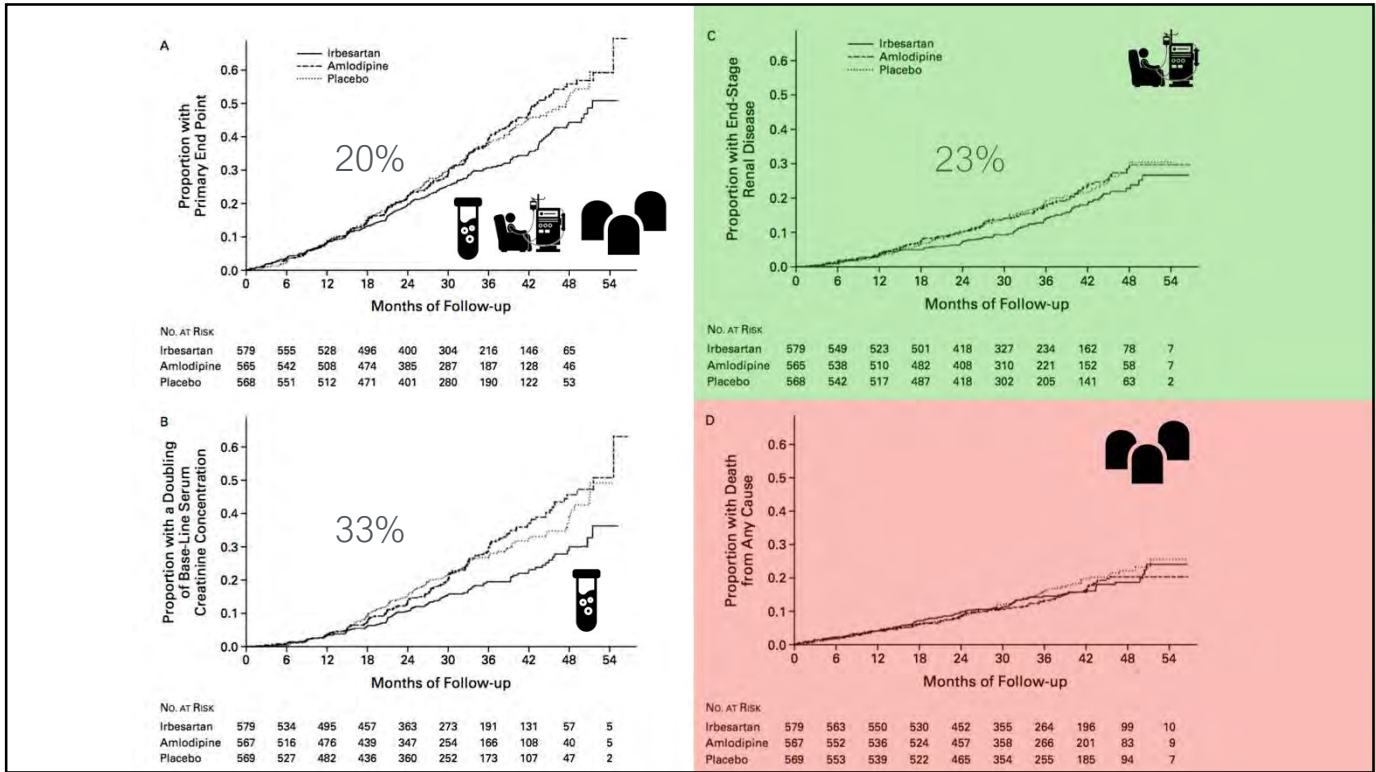 A
Irbesartan
Amlodipine
Placebo
Proportion with
Primary End Point
0.6
0.5
0.4
0.3
0.2
0.1
0.0
20%
0 6 12 18 24 30 36 42 48 54
Months of Follow-up
NO. AT RISK
Irbesartan 579 555 528 496 400 304 216 146 65
Amlodipine 565 542 508 474 385 287 187 128 46
Placebo 568 551 512 471 401 280 190 122 53
B
Proportion with a Doubling
of Base-Line Serum
Creatinine Concentration
0.6
0.5
0.4
0.3
0.2
0.1
0.0
33%
0 6 12 18 24 30 36 42 48 54
Months of Follow-up
NO. AT RISK
Irbesartan 579 534 495 457 363 273 191 131 57 5
Amlodipine 567 516 476 439 347 254 166 108 40 5
Placebo 569 527 482 436 360 252 173 107 47 2
C
Irbesartan
Amlodipine
Placebo
Proportion with End-Stage
Renal Disease
0.6
0.5
0.4
0.3
0.2
0.1
0.0
23%
0 6 12 18 24 30 36 42 48 54
Months of Follow-up
NO. AT RISK
Irbesartan 579 549 523 501 418 327 234 162 78 7
Amlodipine 565 538 510 482 408 310 221 152 58 7
Placebo 568 542 517 487 418 302 205 141 63 2
D
Proportion with Death
from Any Cause
0.6
0.5
0.4
0.3
0.2
0.1
0.0
0 6 12 18 24 30 36 42 48 54
Months of Follow-up
NO. AT RISK
Irbesartan 579 563 550 530 452 355 264 196 99 10
Amlodipine 567 552 536 524 457 358 266 201 83 9
Placebo 569 553 539 522 465 354 255 185 94 7